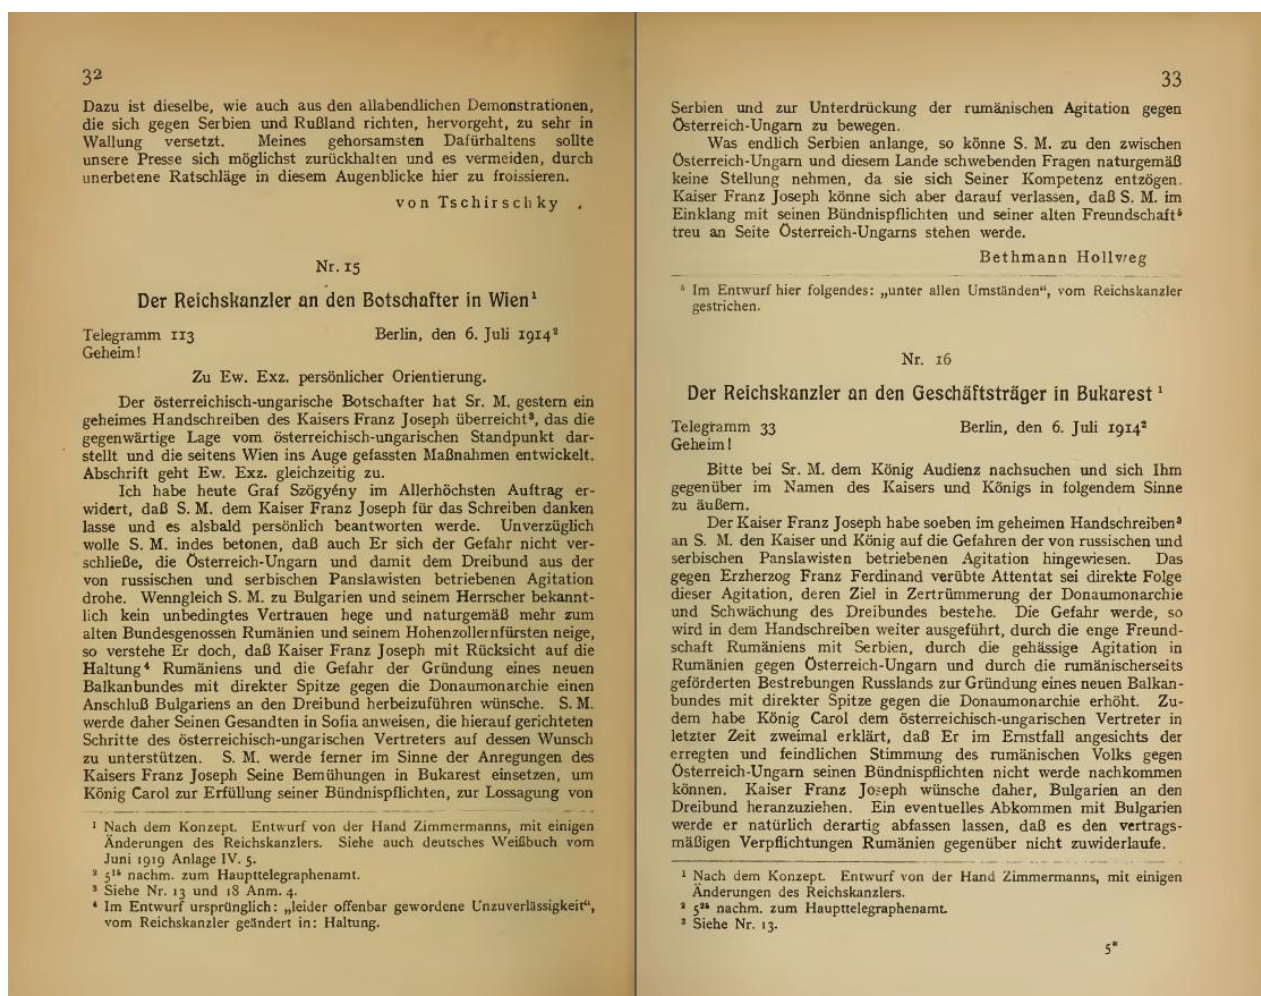 32
Dazu ist dieselbe, wie auch aus den allabendlichen Demonstrationen,
die sich gegen Serbien und Rußland richten, hervorgeht, zu sehr in
Wallung versetzt. Meines gehorsamsten Dafürhaltens sollte
unsere Presse sich möglichst zurückhalten und es vermeiden, durch
unerbetene Ratschläge in diesem Augenblicke hier zu froissieren.
von Tschirschky
Nr. 15
Der Reichskanzler an den Botschafter in Wien¹
Telegramm 113 Berlin, den 6. Juli 1914²
Geheim!
Zu Ew. Exz. persönlicher Orientierung.
Der österreichisch-ungarische Botschafter hat Sr. M. gestern ein
geheimes Handschreiben des Kaisers Franz Joseph überreicht³, das die
gegenwärtige Lage vom österreichisch-ungarischen Standpunkt dar-
stellt und die seitens Wien ins Auge gefassten Maßnahmen entwickelt.
Abschrift geht Ew. Exz. gleichzeitig zu.
Ich habe heute Graf Szögyény im Allerhöchsten Auftrag er-
widert, daß S. M. dem Kaiser Franz Joseph für das Schreiben danken
lasse und es alsbald persönlich beantworten werde. Unverzüglich
wolle S. M. indes betonen, daß auch Er sich der Gefahr nicht ver-
schließe, die Österreich-Ungarn und damit dem Dreibund aus der
von russischen und serbischen Panslawisten betriebenen Agitation
drohe. Wenngleich S. M. zu Bulgarien und seinem Herrscher bekannt-
lich kein unbedingtes Vertrauen hege und naturgemäß mehr zum
alten Bundesgenossen Rumänien und seinem Hohenzollernfürsten neige,
so verstehe Er doch, daß Kaiser Franz Joseph mit Rücksicht auf die
Haltung⁴ Rumäniens und die Gefahr der Gründung eines neuen
Balkanbundes mit direkter Spitze gegen die Donaumonarchie einen
Anschluß Bulgariens an den Dreibund herbeizuführen wünsche. S. M.
werde daher Seinen Gesandten in Sofia anweisen, die hierauf gerichteten
Schritte des österreichisch-ungarischen Vertreters auf dessen Wunsch
zu unterstützen. S. M. werde ferner im Sinne der Anregungen des
Kaisers Franz Joseph Seine Bemühungen in Bukarest einsetzen, um
König Carol zur Erfüllung seiner Bündnispflichten, zur Lossagung von
¹ Nach dem Konzept. Entwurf von der Hand Zimmermanns, mit einigen
Änderungen des Reichskanzlers. Siehe auch deutsches Weißbuch vom
Juni 1919 Anlage IV. 5.
² 5¹⁵ nachm. zum Haupttelegraphenamt.
³ Siehe Nr. 13 und 18 Anm. 4.
⁴ Im Entwurf ursprünglich: „leider offenbar gewordene Unzuverlässigkeit“,
vom Reichskanzler geändert in: Haltung.
33
Serbien und zur Unterdrückung der rumänischen Agitation gegen
Österreich-Ungarn zu bewegen.
Was endlich Serbien anlange, so könne S. M. zu den zwischen
Österreich-Ungarn und diesem Lande schwebenden Fragen naturgemäß
keine Stellung nehmen, da sie sich Seiner Kompetenz entzögen.
Kaiser Franz Joseph könne sich aber darauf verlassen, daß S. M. im
Einklang mit seinen Bündnispflichten und seiner alten Freundschaft⁵
treu an Seite Österreich-Ungarns stehen werde.
Bethmann Hollweg
⁵ Im Entwurf hier folgendes: „unter allen Umständen“, vom Reichskanzler
gestrichen.
Nr. 16
Der Reichskanzler an den Geschäftsträger in Bukarest ¹
Telegramm 33 Berlin, den 6. Juli 1914²
Geheim!
Bitte bei Sr. M. dem König Audienz nachsuchen und sich Ihm
gegenüber im Namen des Kaisers und Königs in folgendem Sinne
zu äußern.
Der Kaiser Franz Joseph habe soeben im geheimen Handschreiben³
an S. M. den Kaiser und König auf die Gefahren der von russischen und
serbischen Panslawisten betriebenen Agitation hingewiesen. Das
gegen Erzherzog Franz Ferdinand verübte Attentat sei direkte Folge
dieser Agitation, deren Ziel in Zertrümmerung der Donaumonarchie
und Schwächung des Dreibundes bestehe. Die Gefahr werde, so
wird in dem Handschreiben weiter ausgeführt, durch die enge Freund-
schaft Rumäniens mit Serbien, durch die gehässige Agitation in
Rumänien gegen Österreich-Ungarn und durch die rumänischerseits
geförderten Bestrebungen Russlands zur Gründung eines neuen Balkan-
bundes mit direkter Spitze gegen die Donaumonarchie erhöht. Zu-
dem habe König Carol dem österreichisch-ungarischen Vertreter in
letzter Zeit zweimal erklärt, daß Er im Ernstfall angesichts der
erregten und feindlichen Stimmung des rumänischen Volks gegen
Österreich-Ungarn seinen Bündnispflichten nicht werde nachkommen
können. Kaiser Franz Joseph wünsche daher, Bulgarien an den
Dreibund heranzuziehen. Ein eventuelles Abkommen mit Bulgarien
werde er natürlich derartig abfassen lassen, daß es den vertrags-
mäßigen Verpflichtungen Rumänien gegenüber nicht zuwiderlaufe.
¹ Nach dem Konzept. Entwurf von der Hand Zimmermanns, mit einigen
Änderungen des Reichskanzlers.
² nachm. zum Haupttelegraphenamt.
³ Siehe Nr. 13.
5*